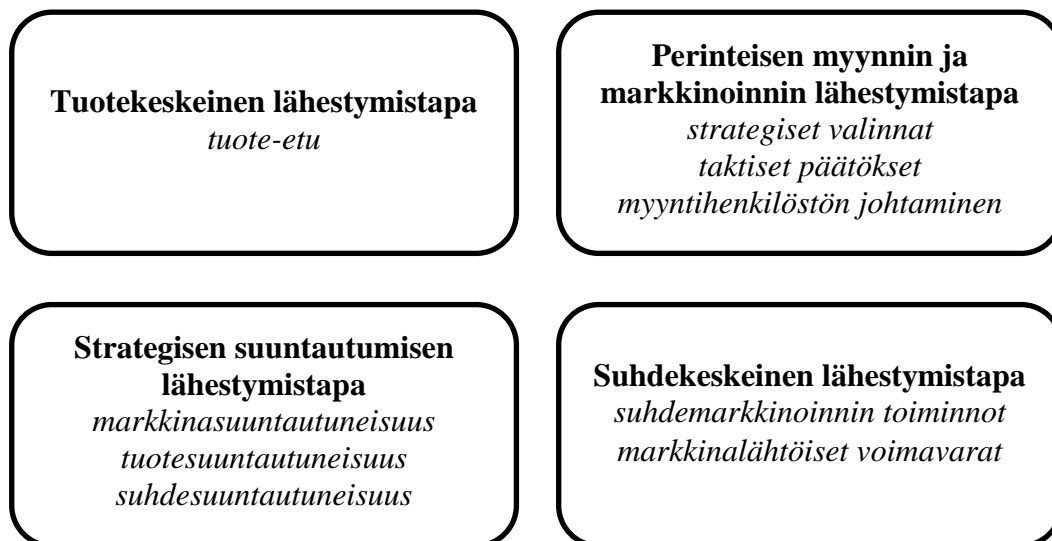 Tuotekeskeinen lähestymistapa
tuote-etu
Perinteisen myynnin ja
markkinoinnin lähestymistapa
strategiset valinnat
taktiset päätökset
myyntihenkilöstön johtaminen
Strategisen suuntautumisen
lähestymistapa
markkinasuuntautuneisuus
tuotesuuntautuneisuus
suhdesuuntautuneisuus
Suhdekeskeinen lähestymistapa
suhdemarkkinoinnin toiminnot
markkinalähtöiset voimavarat